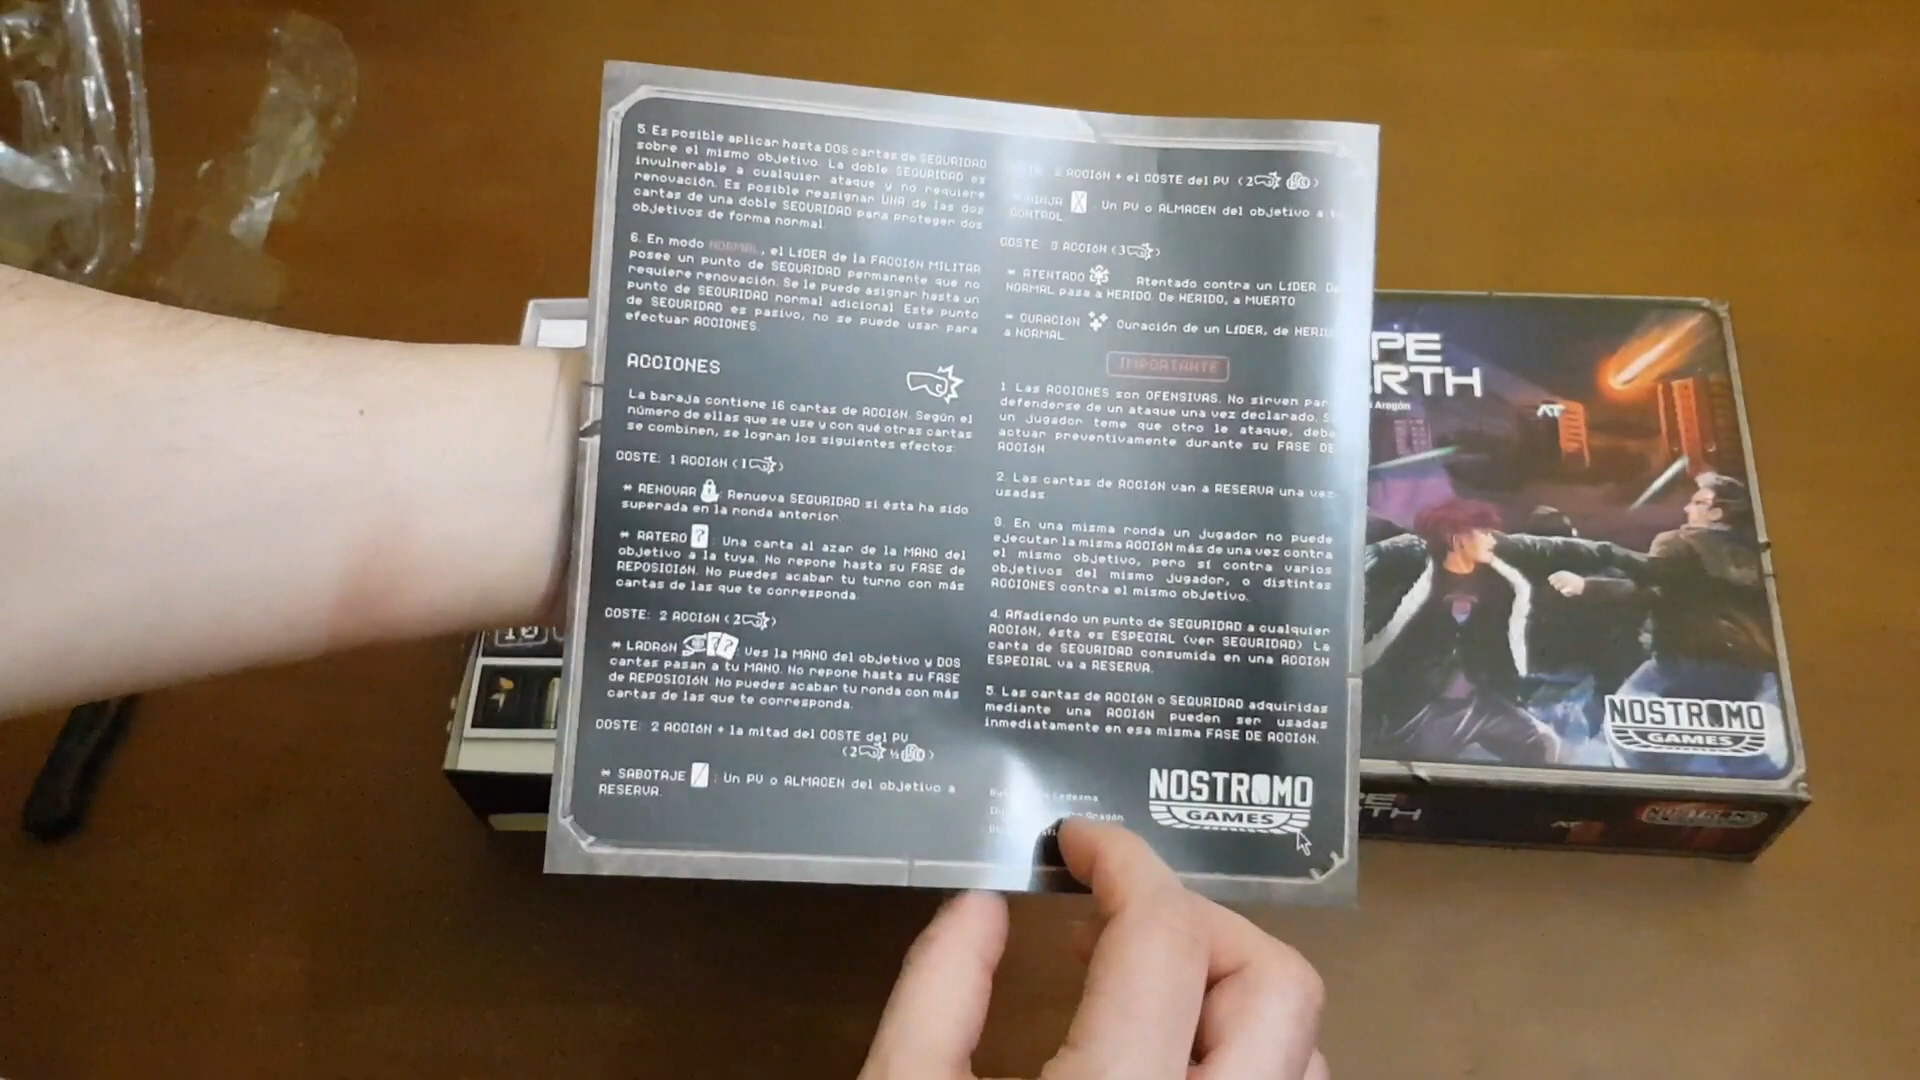 5. Es posible aplicar hasta DOS cartas de SEGURIDAD
sobre el mismo objetivo. La doble SEGURIDAD es
invulnerable a cualquier ataque y no requiere
renovación. Es posible reasignar UNA de las dos
cartas de una doble SEGURIDAD para proteger dos
objetivos de forma normal.
6. En modo NORMAL, el LíDER de la FACCIóN MILITAR
posee un punto de SEGURIDAD permanente que no
requiere renovación. Se le puede asignar hasta un
punto de SEGURIDAD normal adicional. Este punto
de SEGURIDAD es pasivo, no se puede usar para
efectuar ACCIONES.
ACCIONES
La baraja contiene 16 cartas de ACCIóN. Según el
número de ellas que se use y con qué otras cartas
se combinen, se logran los siguientes efectos:
COSTE: 1 ACCIóN (1)
* RENOVAR : Renueva SEGURIDAD si ésta ha sido
superada en la ronda anterior.
* RATERO ? : Una carta al azar de la MANO del
objetivo a la tuya. No repone hasta su FASE de
REPOSICIóN. No puedes acabar tu turno con más
cartas de las que te corresponda.
COSTE: 2 ACCIóN (2)
* LADRóN ?? : Ves la MANO del objetivo y DOS
cartas pasan a tu MANO. No repone hasta su FASE
de REPOSICIóN. No puedes acabar tu ronda con más
cartas de las que te corresponda.
COSTE: 2 ACCIóN + la mitad del COSTE del PV
(2 ½)
* SABOTAJE : Un PV o ALMACEN del objetivo a
RESERVA.
ACCIóN + el COSTE del PV (2)
: Un PV o ALMACEN del objetivo a
CONTROL
COSTE: 3 ACCIóN (3)
* ATENTADO : Atentado contra un LíDER. De
NORMAL pasa a HERIDO. De HERIDO, a MUERTO
* CURACIóN : Curación de un LíDER, de
a NORMAL.
IMPORTANTE
1. Las ACCIONES son OFENSIVAS. No sirven
defenderse de un ataque una vez declarado.
un jugador teme que otro le ataque,
actuar preventivamente durante su FASE DE
ACCIóN
2. Las cartas de ACCIóN van a RESERVA una vez
usadas
3. En una misma ronda un jugador no puede
ejecutar la misma ACCIóN más de una vez contra
el mismo objetivo, pero sí contra varios
objetivos del mismo jugador, o distintas
ACCIONES contra el mismo objetivo.
4. Añadiendo un punto de SEGURIDAD a cualquier
ACCIóN, ésta es ESPECIAL (ver SEGURIDAD). La
carta de SEGURIDAD consumida en una ACCIóN
ESPECIAL va a RESERVA.
5. Las cartas de ACCIóN o SEGURIDAD adquiridas
mediante una ACCIóN pueden ser usadas
inmediatamente en esa misma FASE DE ACCIóN.
Ledesma
Aragón
NOSTROMO
GAMES
PE
RTH
Aragón
NOSTROMO
GAMES
RTH
10